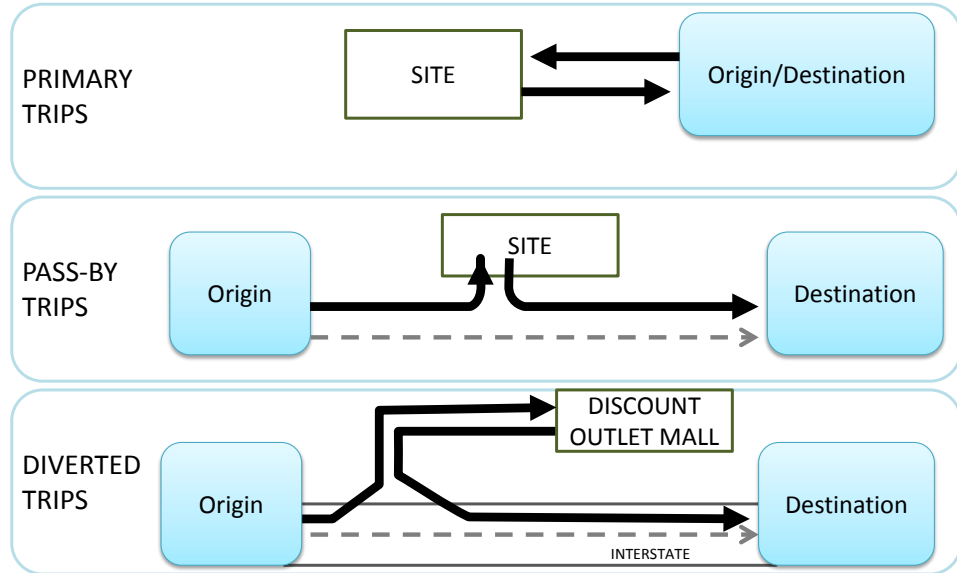 PRIMARY
TRIPS
SITE
Origin/Destination
PASS-BY
TRIPS
Origin
SITE
Destination
DIVERTED
TRIPS
Origin
DISCOUNT
OUTLET MALL
Destination
INTERSTATE